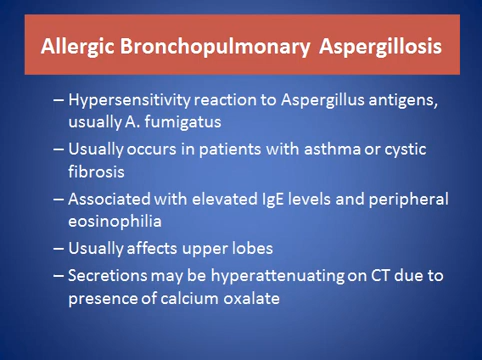 Allergic Bronchopulmonary Aspergillosis
– Hypersensitivity reaction to Aspergillus antigens,
usually A. fumigatus
– Usually occurs in patients with asthma or cystic
fibrosis
– Associated with elevated IgE levels and peripheral
eosinophilia
– Usually affects upper lobes
– Secretions may be hyperattenuating on CT due to
presence of calcium oxalate